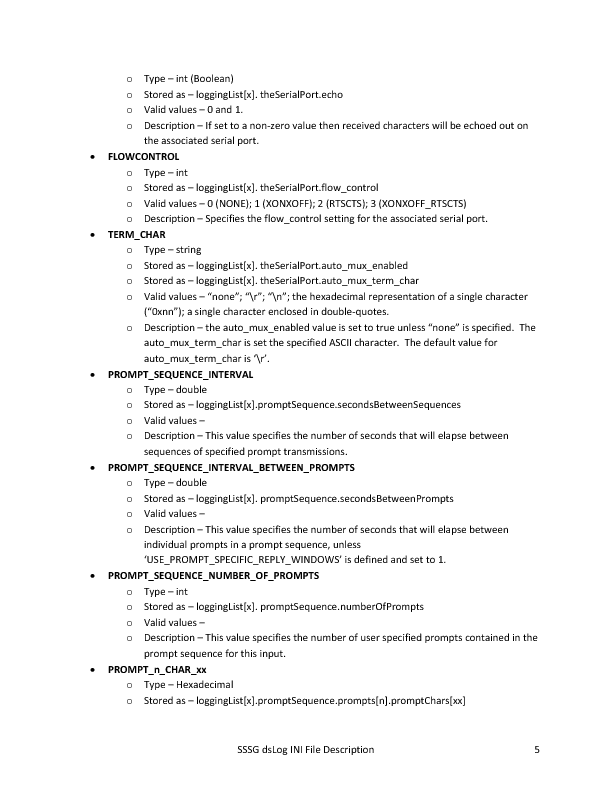 o Type – int (Boolean)
o Stored as – loggingList[x]. theSerialPort.echo
o Valid values – 0 and 1.
o Description – If set to a non-zero value then received characters will be echoed out on
the associated serial port.
• FLOWCONTROL
o Type – int
o Stored as – loggingList[x]. theSerialPort.flow_control
o Valid values – 0 (NONE); 1 (XONXOFF); 2 (RTSCTS); 3 (XONXOFF_RTSCTS)
o Description – Specifies the flow_control setting for the associated serial port.
• TERM_CHAR
o Type – string
o Stored as – loggingList[x]. theSerialPort.auto_mux_enabled
o Stored as – loggingList[x]. theSerialPort.auto_mux_term_char
o Valid values – “none”; “\r”; “\n”; the hexadecimal representation of a single character
(“0xnn”); a single character enclosed in double-quotes.
o Description – the auto_mux_enabled value is set to true unless “none” is specified.  The
auto_mux_term_char is set the specified ASCII character.  The default value for
auto_mux_term_char is ‘\r’.
• PROMPT_SEQUENCE_INTERVAL
o Type – double
o Stored as – loggingList[x].promptSequence.secondsBetweenSequences
o Valid values –
o Description – This value specifies the number of seconds that will elapse between
sequences of specified prompt transmissions.
• PROMPT_SEQUENCE_INTERVAL_BETWEEN_PROMPTS
o Type – double
o Stored as – loggingList[x]. promptSequence.secondsBetweenPrompts
o Valid values –
o Description – This value specifies the number of seconds that will elapse between
individual prompts in a prompt sequence, unless
‘USE_PROMPT_SPECIFIC_REPLY_WINDOWS’ is defined and set to 1.
• PROMPT_SEQUENCE_NUMBER_OF_PROMPTS
o Type – int
o Stored as – loggingList[x]. promptSequence.numberOfPrompts
o Valid values –
o Description – This value specifies the number of user specified prompts contained in the
prompt sequence for this input.
• PROMPT_n_CHAR_xx
o Type – Hexadecimal
o Stored as – loggingList[x].promptSequence.prompts[n].promptChars[xx]
SSSG dsLog INI File Description 5